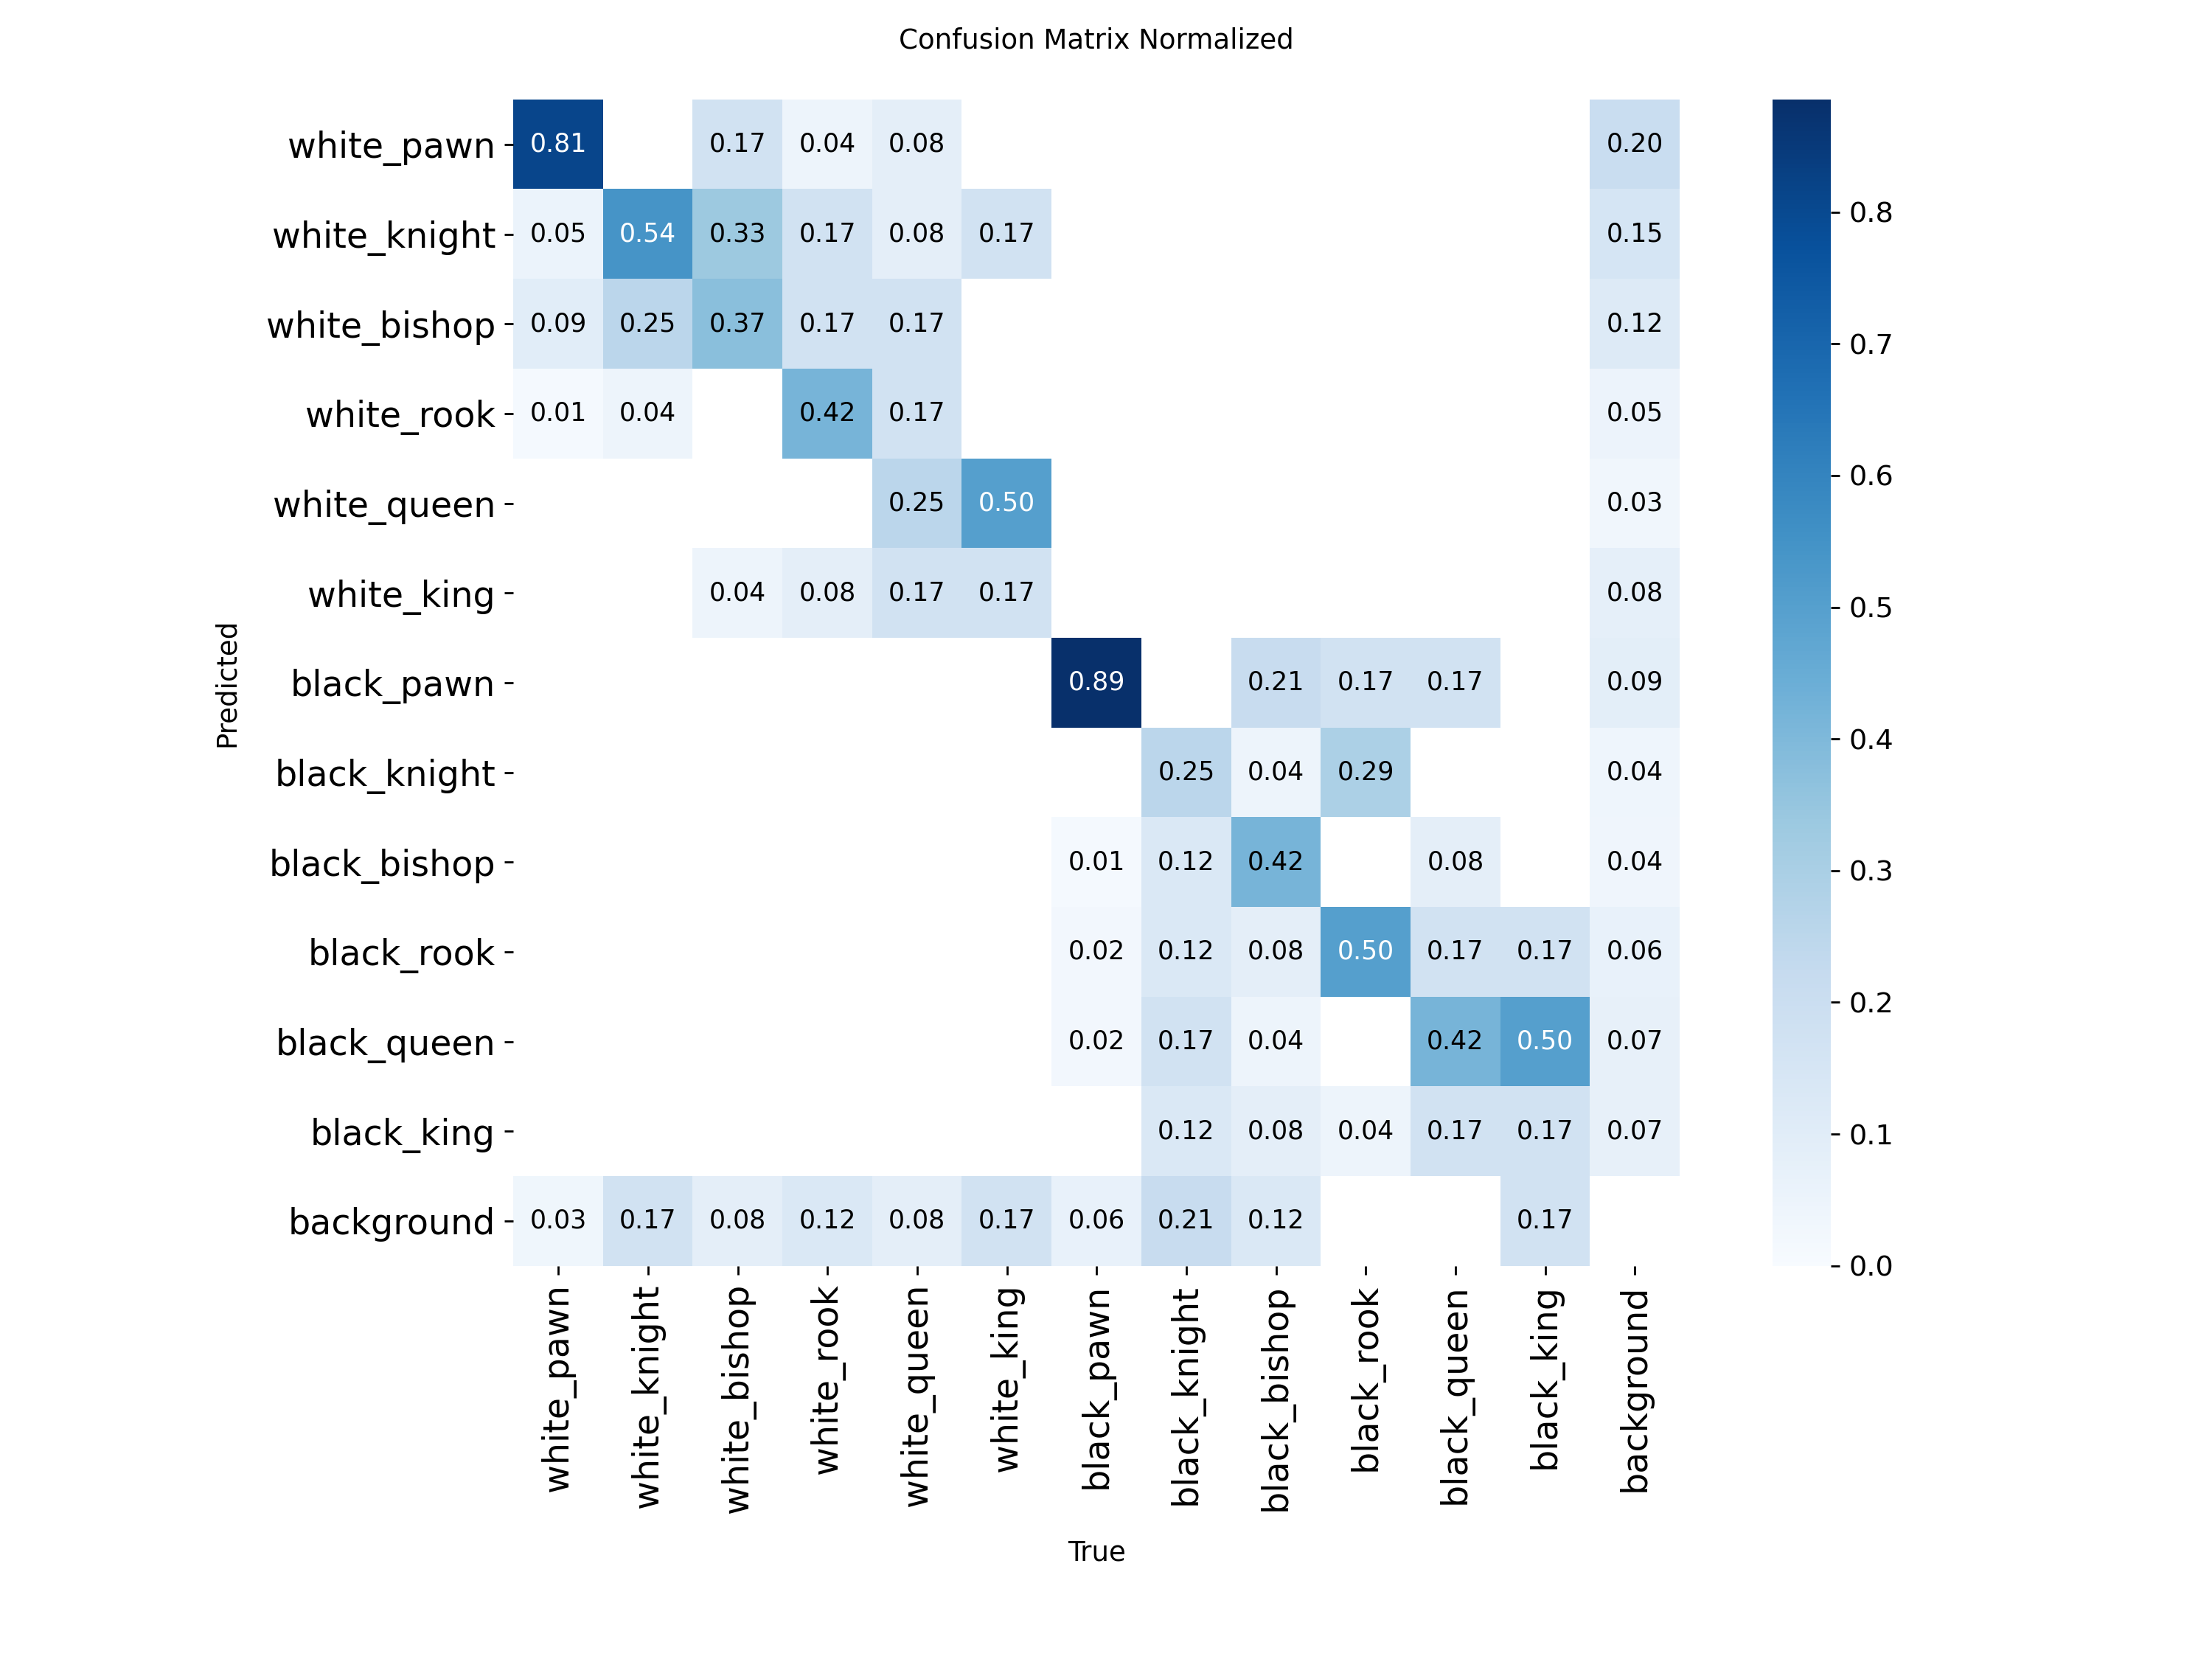 Confusion Matrix Normalized
white_pawn 0.81 0.17 0.04 0.08 0.20
white_knight 0.05 0.54 0.33 0.17 0.08 0.17 0.15
white_bishop 0.09 0.25 0.37 0.17 0.17 0.12
white_rook 0.01 0.04 0.42 0.17 0.05
white_queen 0.25 0.50 0.03
white_king 0.04 0.08 0.17 0.17 0.08
black_pawn 0.89 0.21 0.17 0.17 0.09
black_knight 0.25 0.04 0.29 0.04
black_bishop 0.01 0.12 0.42 0.08 0.04
black_rook 0.02 0.12 0.08 0.50 0.17 0.17 0.06
black_queen 0.02 0.17 0.04 0.42 0.50 0.07
black_king 0.12 0.08 0.04 0.17 0.17 0.07
background 0.03 0.17 0.08 0.12 0.08 0.17 0.06 0.21 0.12 0.17
Predicted
white_pawn
white_knight
white_bishop
white_rook
white_queen
white_king
black_pawn
black_knight
black_bishop
black_rook
black_queen
black_king
background
True
0.8
0.7
0.6
0.5
0.4
0.3
0.2
0.1
0.0